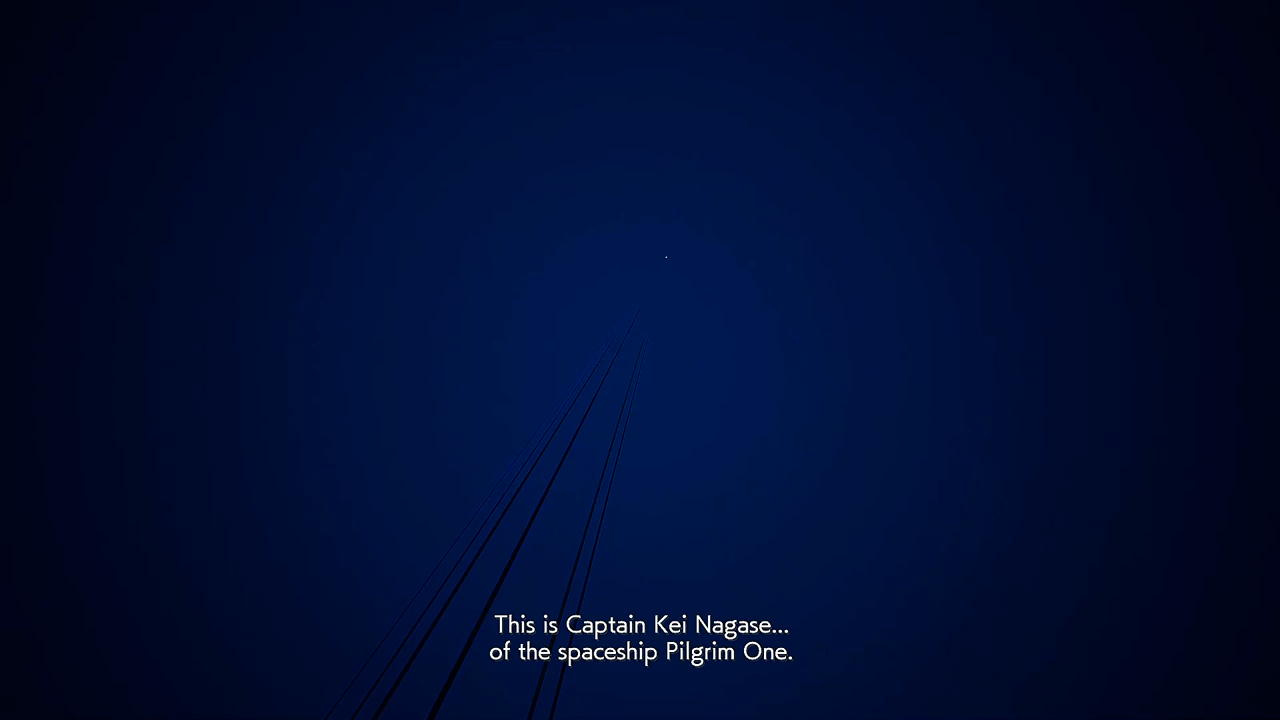 This is Captain Kei Nagase...
of the spaceship Pilgrim One.